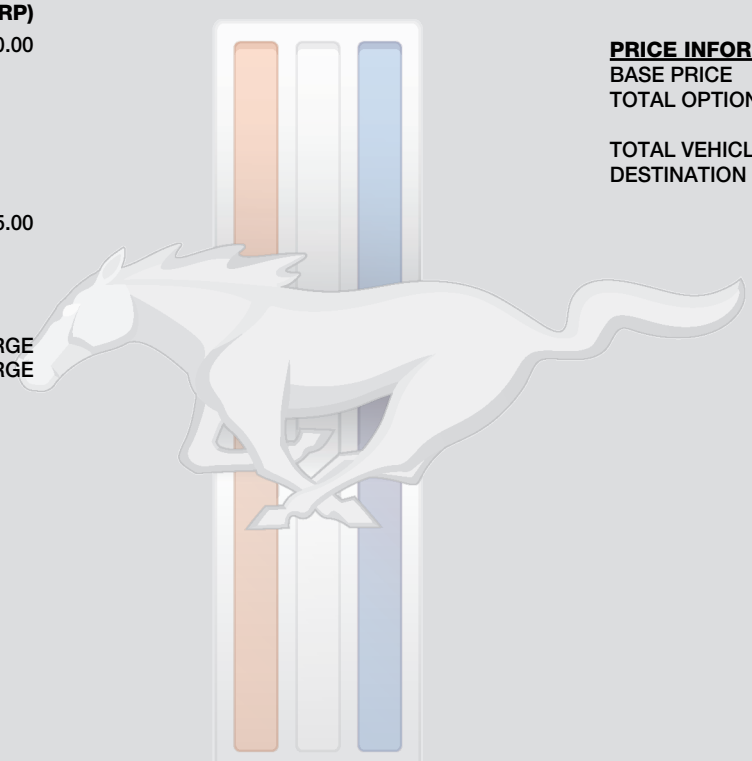 RP)
0.00
5.00
RGE
RGE
PRICE INFOR
BASE PRICE
TOTAL OPTION
TOTAL VEHICL
DESTINATION